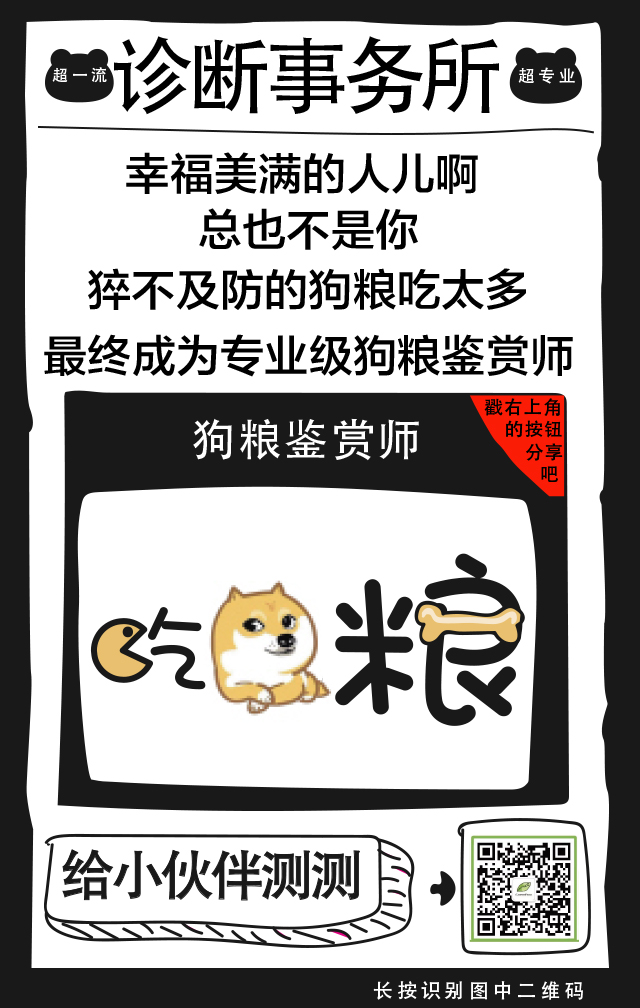 超一流
诊断事务所
超专业
幸福美满的人儿啊
总也不是你
猝不及防的狗粮吃太多
最终成为专业级狗粮鉴赏师
狗粮鉴赏师
戳右上角
的按钮
分享
吧
吃 粮
给小伙伴测测
长按识别图中二维码